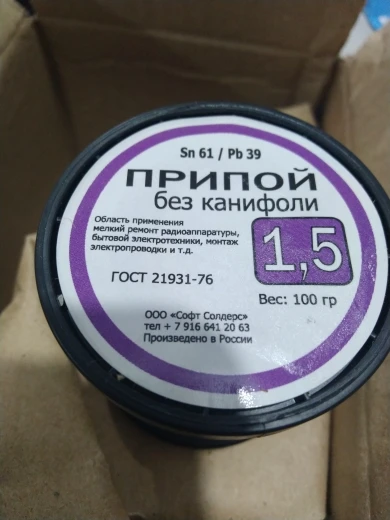 Sn 61 / Pb 39
ПРИПОЙ
без канифоли
Область применения
мелкий ремонт радиоаппаратуры,
бытовой электротехники, монтаж
электропроводки и т.д.
1,5
ГОСТ 21931-76
Вес: 100 гр
ООО «Софт Солдерс»
тел + 7 916 641 20 63
Произведено в России